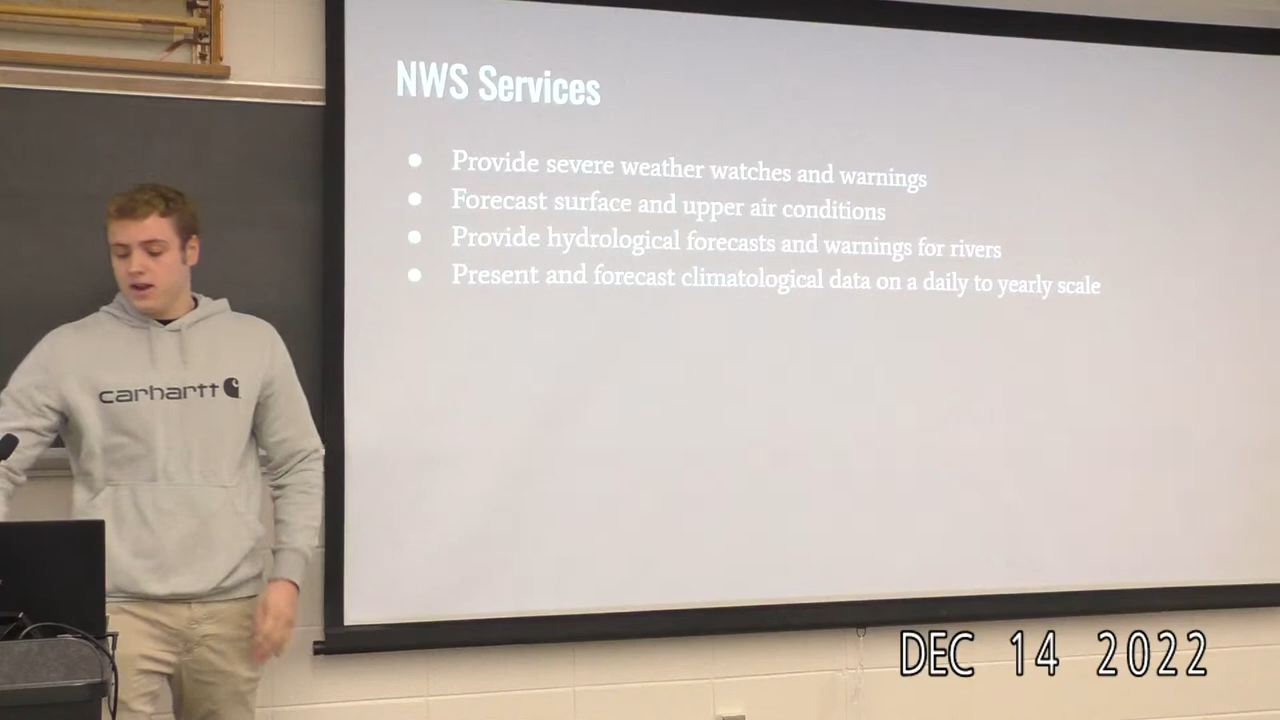 NWS Services
● Provide severe weather watches and warnings
● Forecast surface and upper air conditions
● Provide hydrological forecasts and warnings for rivers
● Present and forecast climatological data on a daily to yearly scale
carhartt
DEC 14 2022